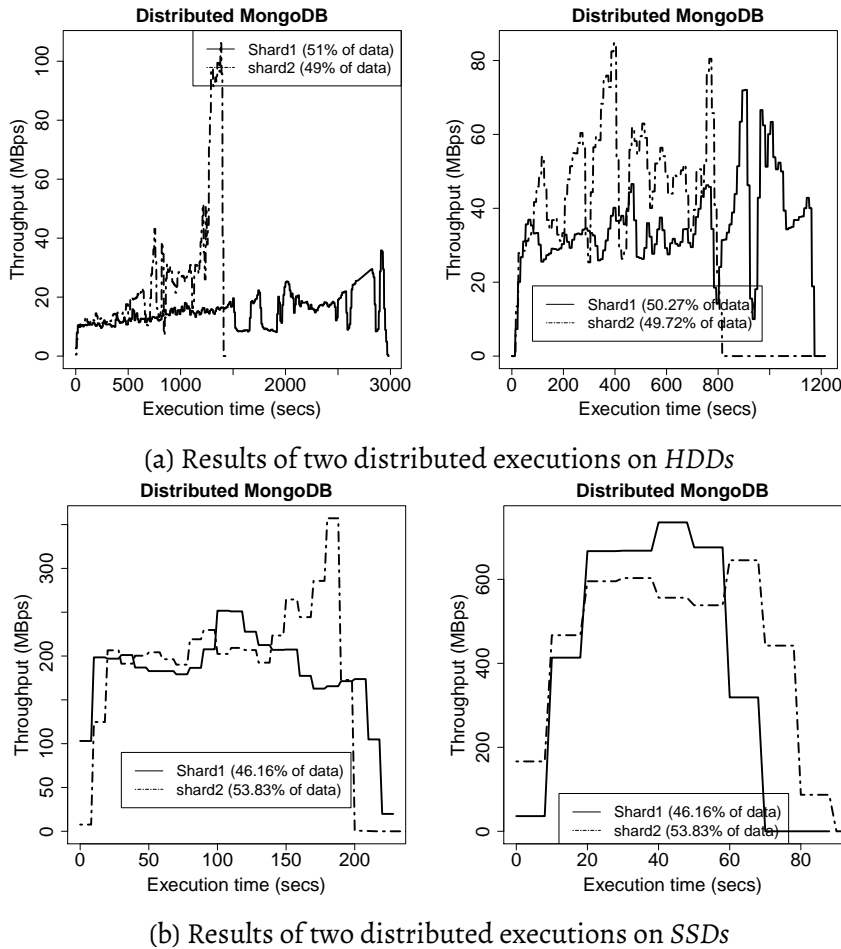 Distributed MongoDB
Shard1 (51% of data)
shard2 (49% of data)
Throughput (MBps)
0 20 40 60 80 100
0 500 1000 2000 3000
Execution time (secs)
Distributed MongoDB
Shard1 (50.27% of data)
shard2 (49.72% of data)
Throughput (MBps)
0 20 40 60 80
0 200 400 600 800 1200
Execution time (secs)
(a) Results of two distributed executions on HDDs
Distributed MongoDB
Shard1 (46.16% of data)
shard2 (53.83% of data)
Throughput (MBps)
0 50 100 200 300
0 50 100 150 200
Execution time (secs)
Distributed MongoDB
Shard1 (46.16% of data)
shard2 (53.83% of data)
Throughput (MBps)
0 200 400 600
0 20 40 60 80
Execution time (secs)
(b) Results of two distributed executions on SSDs